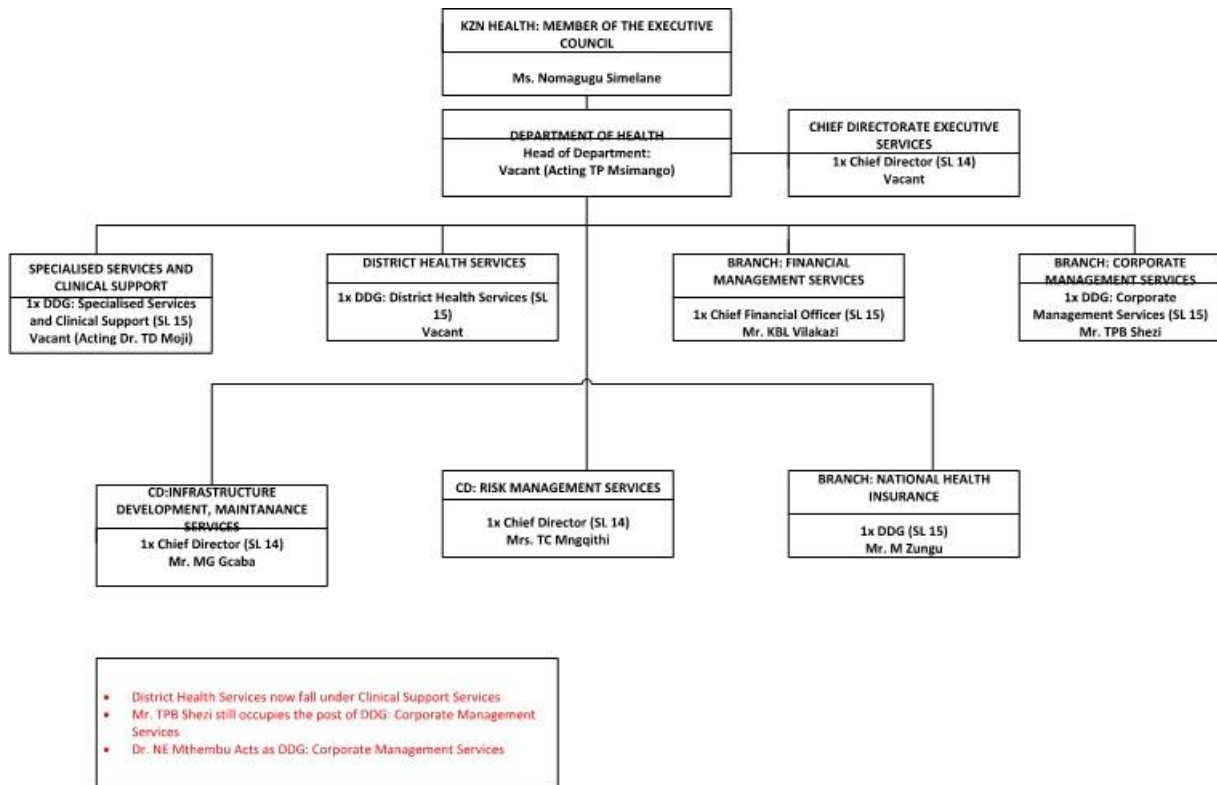 KZN HEALTH: MEMBER OF THE EXECUTIVE
COUNCIL
Ms. Nomagugu Simelane
DEPARTMENT OF HEALTH
Head of Department:
Vacant (Acting TP Msimango)
CHIEF DIRECTORATE EXECUTIVE
SERVICES
1x Chief Director (SL 14)
Vacant
SPECIALISED SERVICES AND
CLINICAL SUPPORT
1x DDG: Specialised Services
and Clinical Support (SL 15)
Vacant (Acting Dr. TD Moji)
DISTRICT HEALTH SERVICES
1x DDG: District Health Services (SL
15)
Vacant
BRANCH: FINANCIAL
MANAGEMENT SERVICES
1x Chief Financial Officer (SL 15)
Mr. KBL Vilakazi
BRANCH: CORPORATE
MANAGEMENT SERVICES
1x DDG: Corporate
Management Services (SL 15)
Mr. TPB Shezi
CD:INFRASTRUCTURE
DEVELOPMENT, MAINTANANCE
SERVICES
1x Chief Director (SL 14)
Mr. MG Gcaba
CD: RISK MANAGEMENT SERVICES
1x Chief Director (SL 14)
Mrs. TC Mngqithi
BRANCH: NATIONAL HEALTH
INSURANCE
1x DDG (SL 15)
Mr. M Zungu
• District Health Services now fall under Clinical Support Services
• Mr. TPB Shezi still occupies the post of DDG: Corporate Management
Services
• Dr. NE Mthembu Acts as DDG: Corporate Management Services